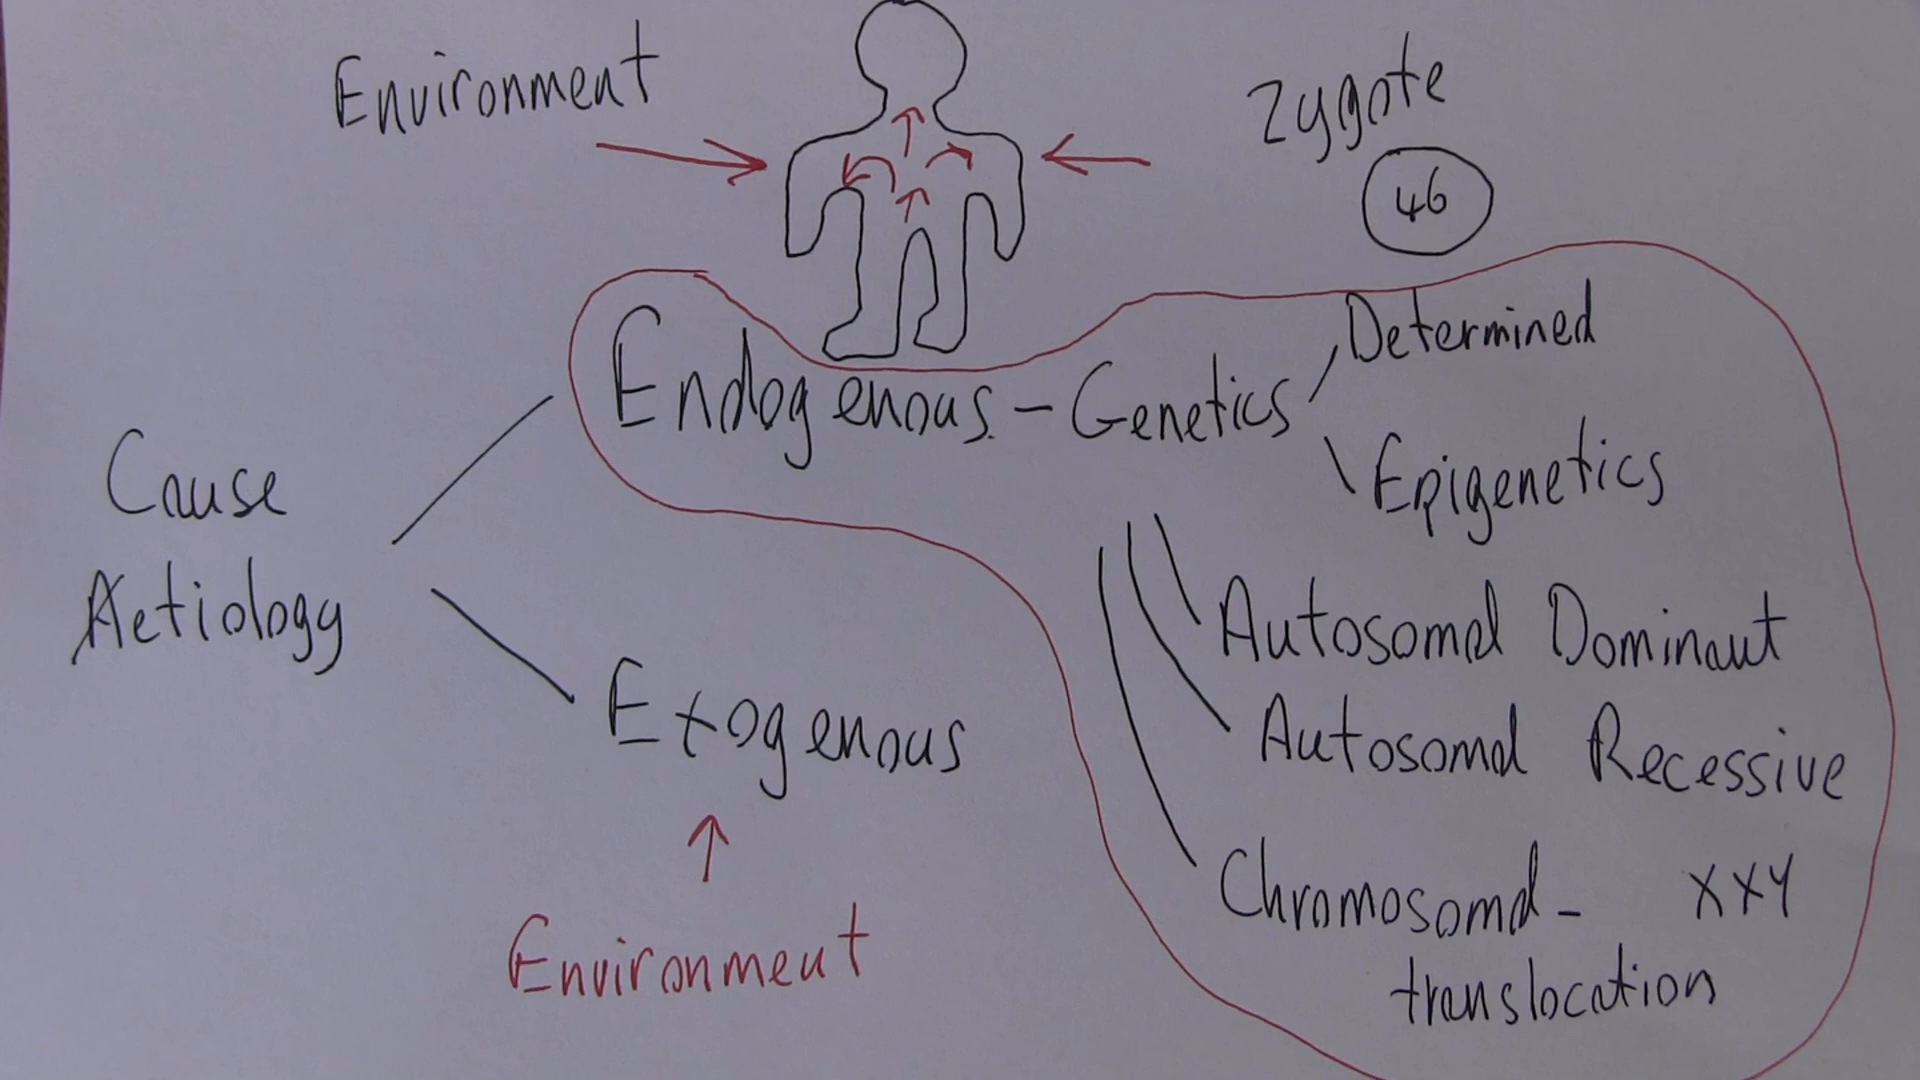 Environment
Zygote
46
Determined
Endogenous - Genetics
Epigenetics
Cause
Aetiology
Autosomal Dominant
Exogenous
Autosomal Recessive
Chromosomal - XXY
translocation
Environment